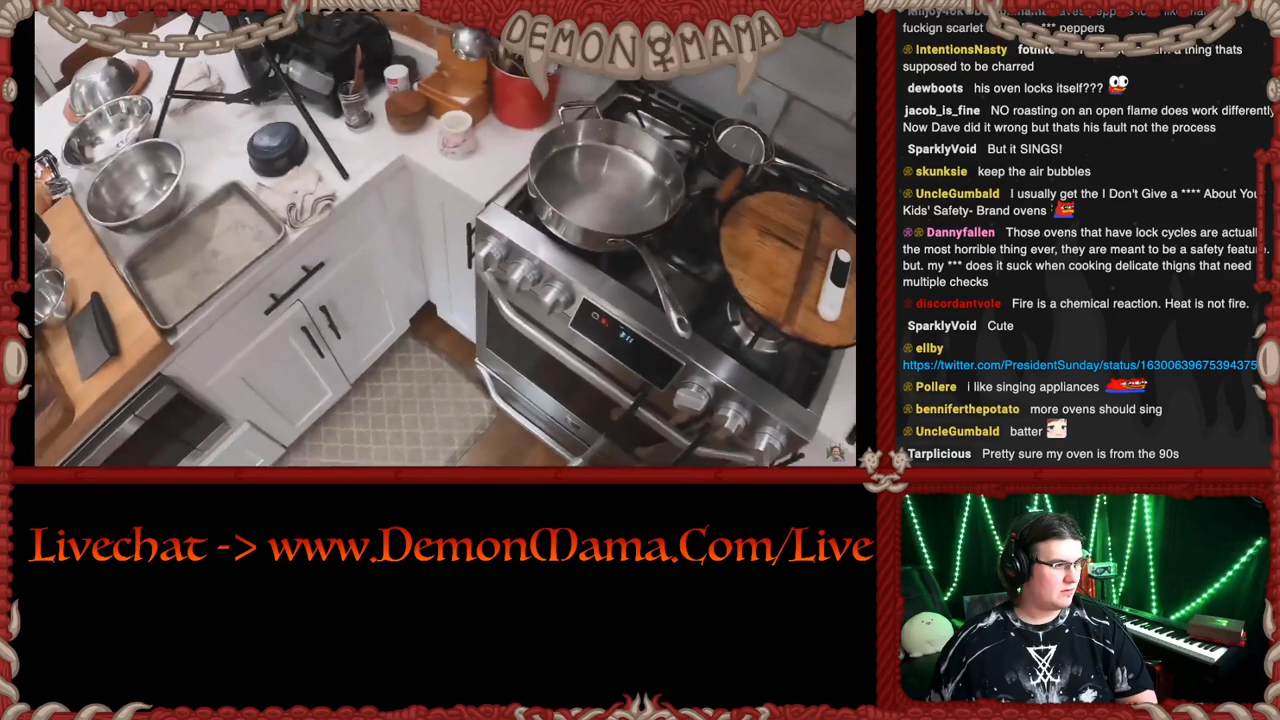 DEMON MAMA
fuckign scarlet *** peppers
IntentionsNasty thing thats
supposed to be charred
dewboots his oven locks itself???
jacob_is_fine NO roasting on an open flame does work differently
Now Dave did it wrong but thats his fault not the process
SparklyVoid But it SINGS!
skunksie keep the air bubbles
UncleGumbald I usually get the I Don't Give a **** About You
Kids' Safety- Brand ovens
Dannyfallen Those ovens that have lock cycles are actuall
the most horrible thing ever, they are meant to be a safety feature.
but. my *** does it suck when cooking delicate thigns that need
multiple checks
discordantvole Fire is a chemical reaction. Heat is not fire.
SparklyVoid Cute
ellby
https://twitter.com/PresidentSunday/status/16300639675394375
Pollere i like singing appliances
benniferthepotato more ovens should sing
UncleGumbald batter
Tarplicious Pretty sure my oven is from the 90s
Livechat -> www.DemonMama.Com/Live